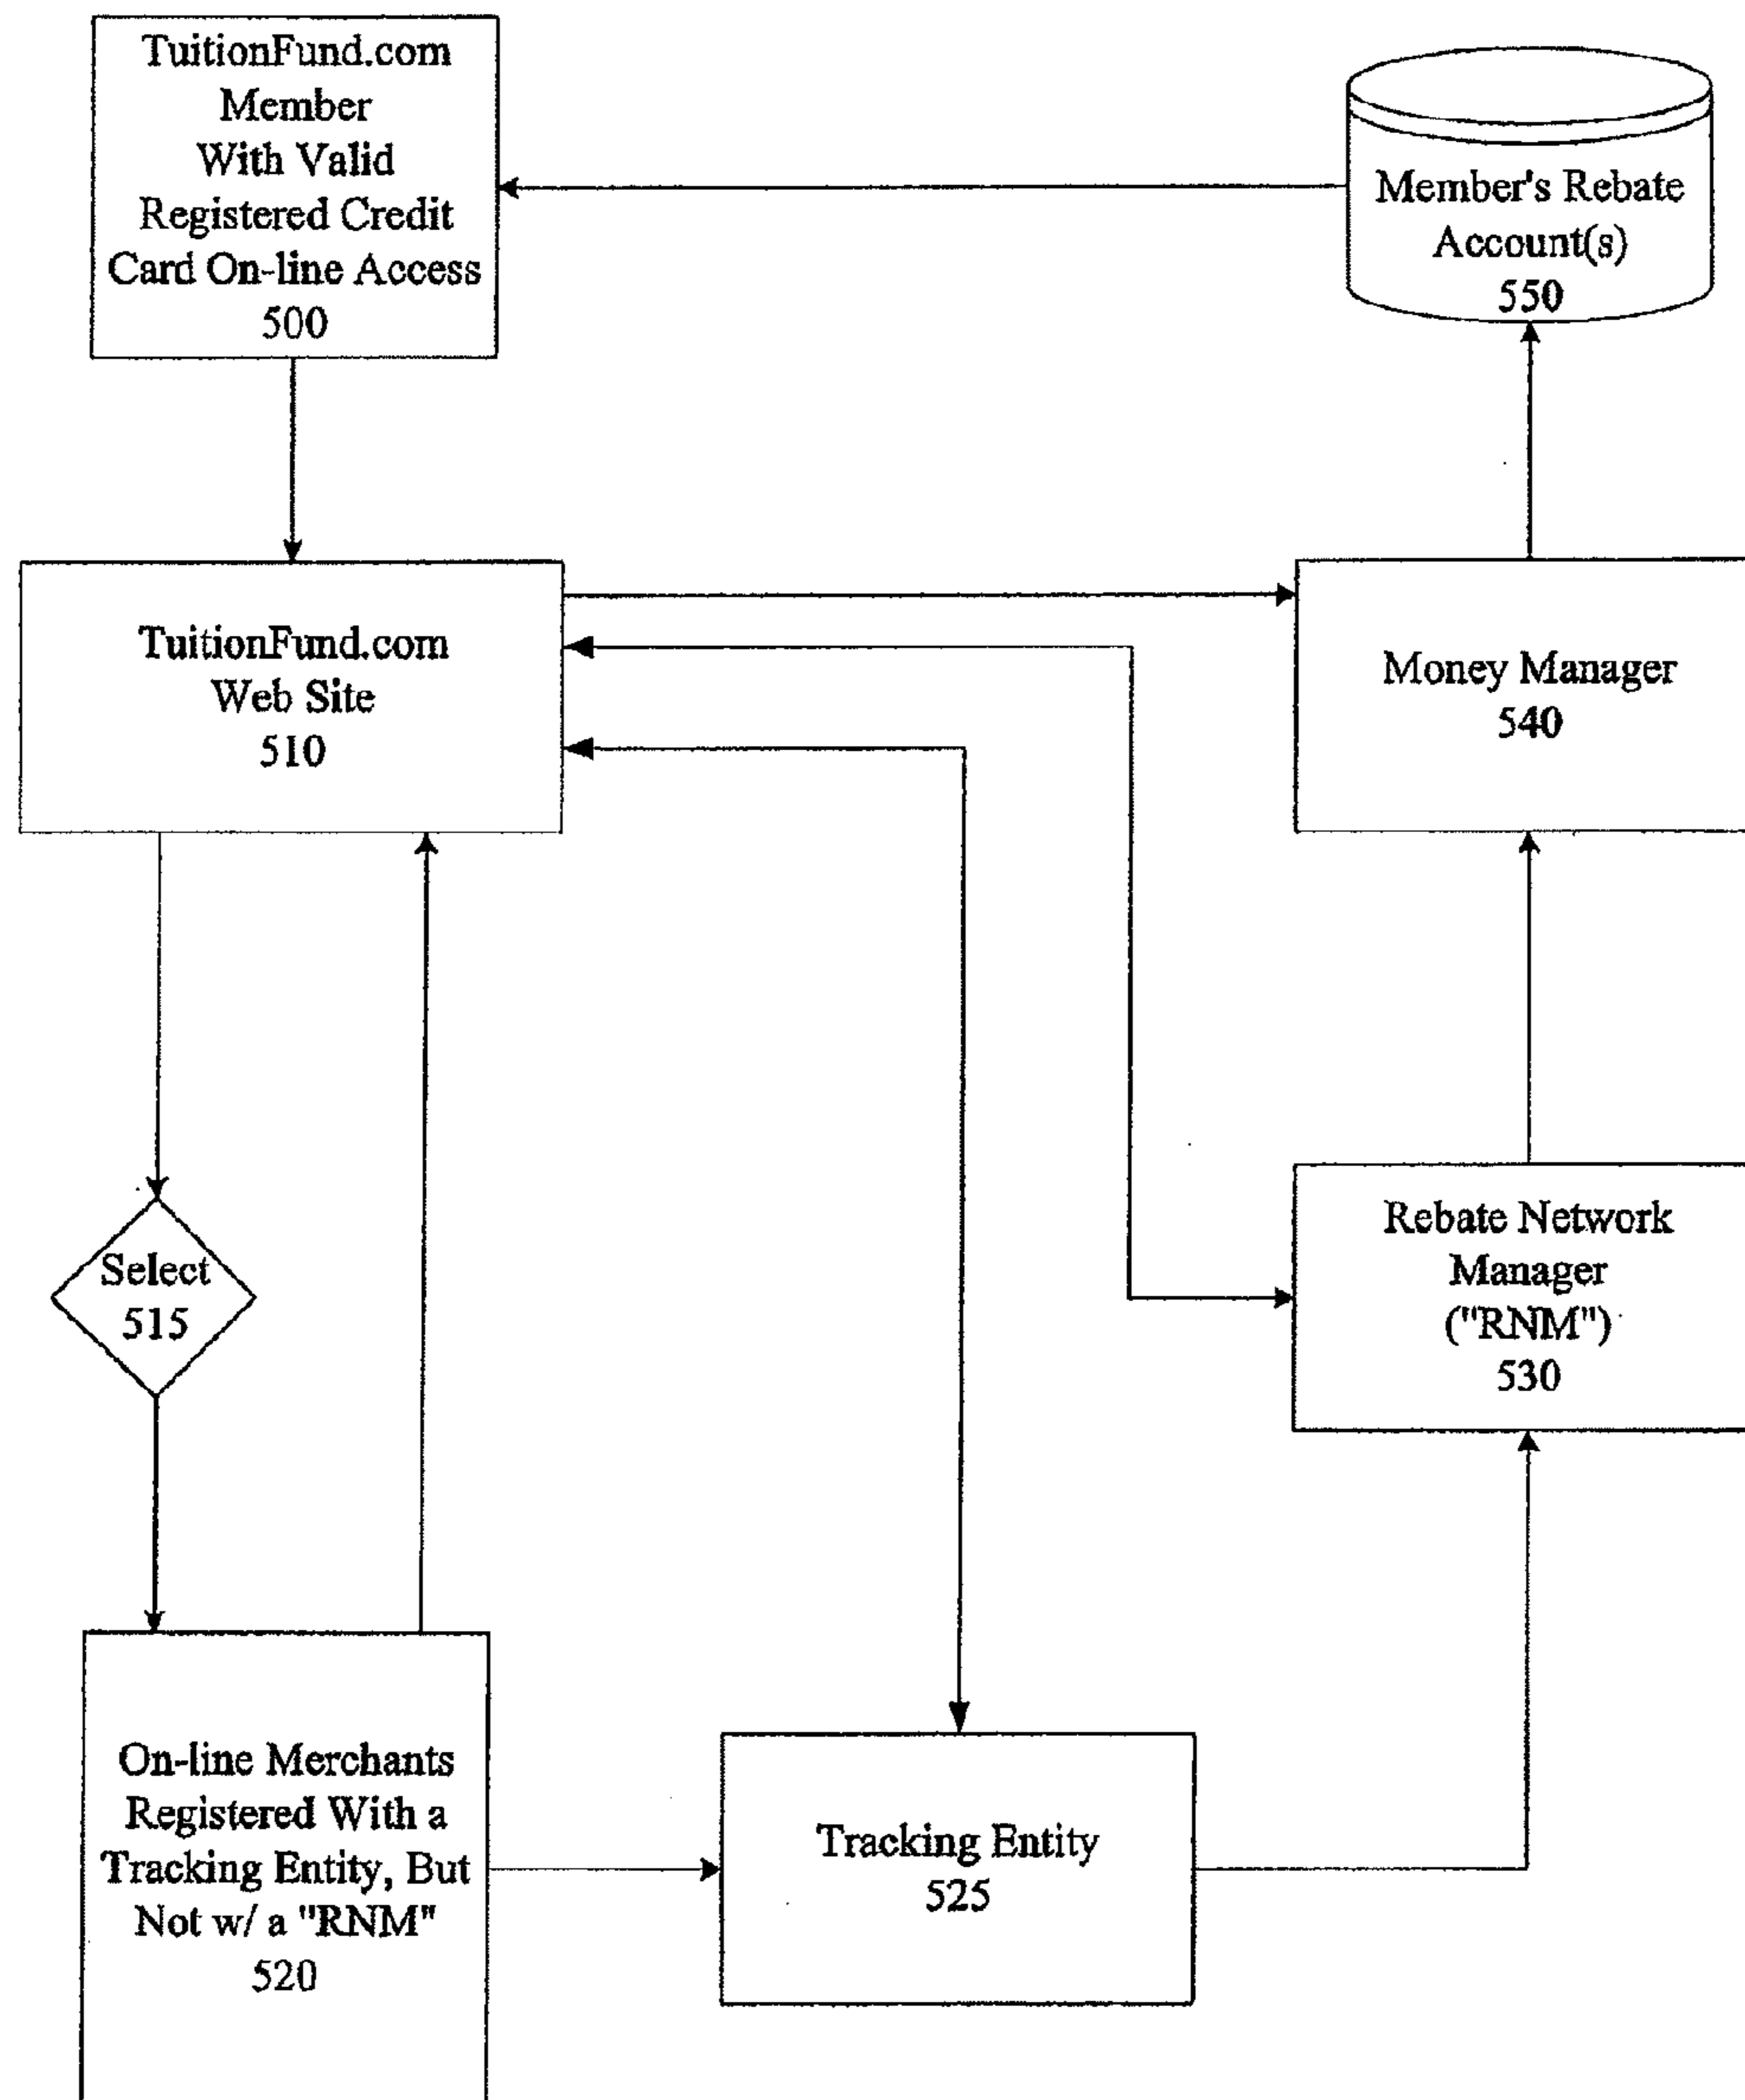 TuitionFund.com
Member
With Valid
Registered Credit
Card On-line Access
500
Member's Rebate
Account(s)
550
TuitionFund.com
Web Site
510
Money Manager
540
Select
515
Rebate Network
Manager
("RNM")
530
On-line Merchants
Registered With a
Tracking Entity, But
Not w/ a "RNM"
520
Tracking Entity
525